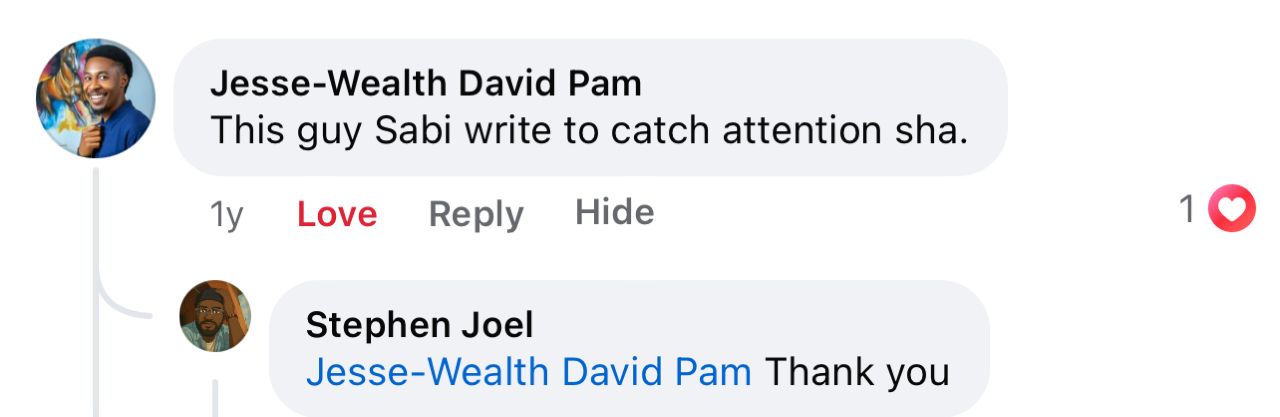 Jesse-Wealth David Pam
This guy Sabi write to catch attention sha.
1y Love Reply Hide 1
Stephen Joel
Jesse-Wealth David Pam Thank you